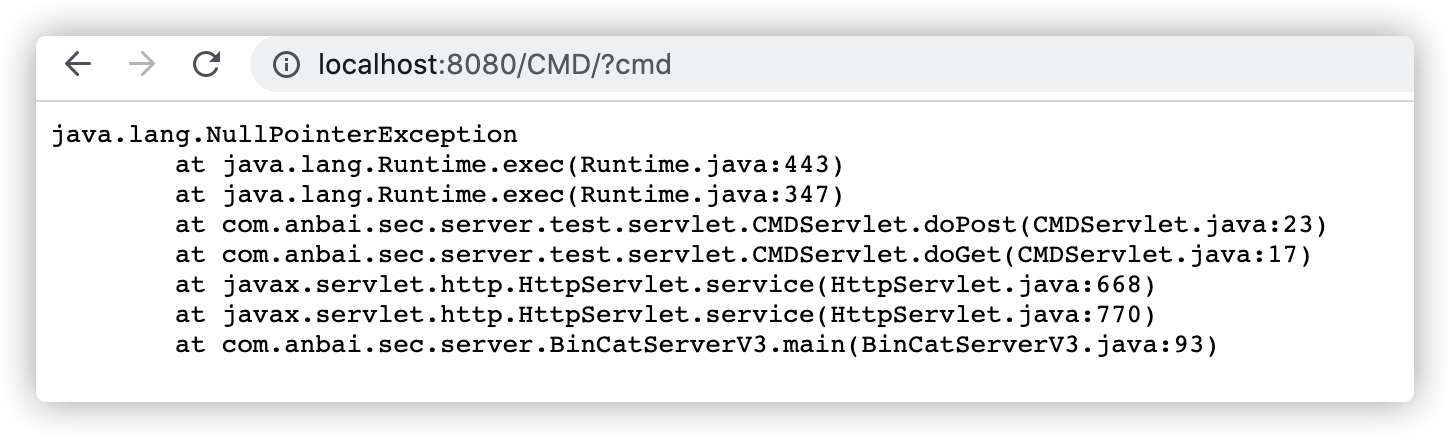 localhost:8080/CMD/?cmd
java.lang.NullPointerException
at java.lang.Runtime.exec(Runtime.java:443)
at java.lang.Runtime.exec(Runtime.java:347)
at com.anbai.sec.server.test.servlet.CMDServlet.doPost(CMDServlet.java:23)
at com.anbai.sec.server.test.servlet.CMDServlet.doGet(CMDServlet.java:17)
at javax.servlet.http.HttpServlet.service(HttpServlet.java:668)
at javax.servlet.http.HttpServlet.service(HttpServlet.java:770)
at com.anbai.sec.server.BinCatServerV3.main(BinCatServerV3.java:93)